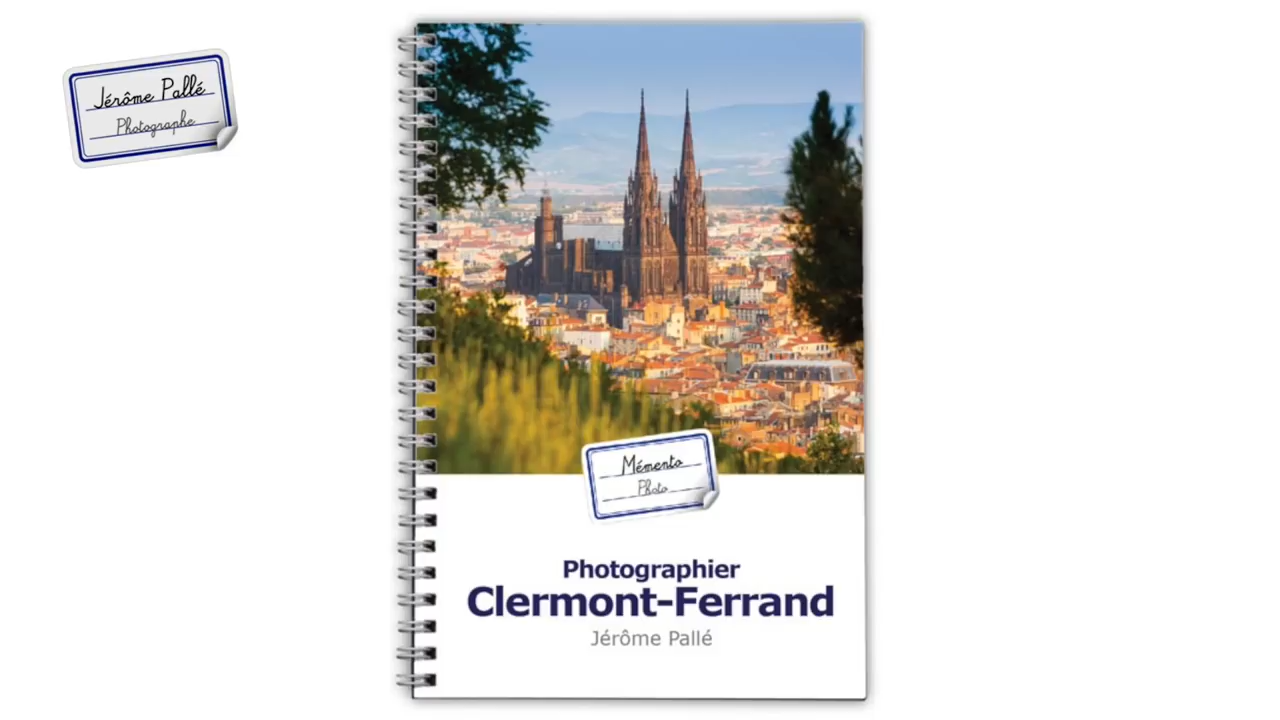 Jérôme Pallé
Photographe
Mémento
Photo
Photographier
Clermont-Ferrand
Jérôme Pallé